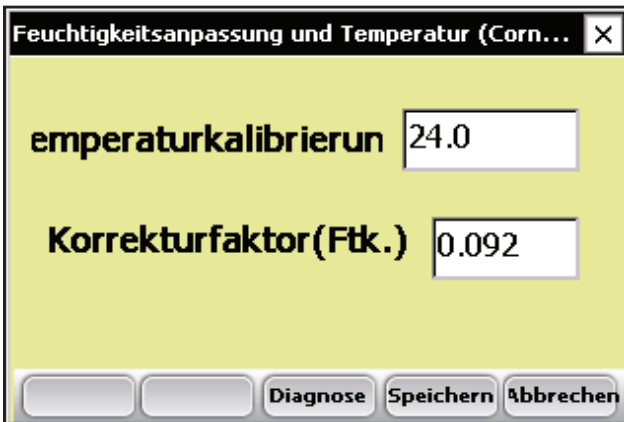 Feuchtigkeitsanpassung und Temperatur (Corn...
emperaturkalibrierun 24.0
Korrekturfaktor(Ftk.) 0.092
Diagnose Speichern Abbrechen